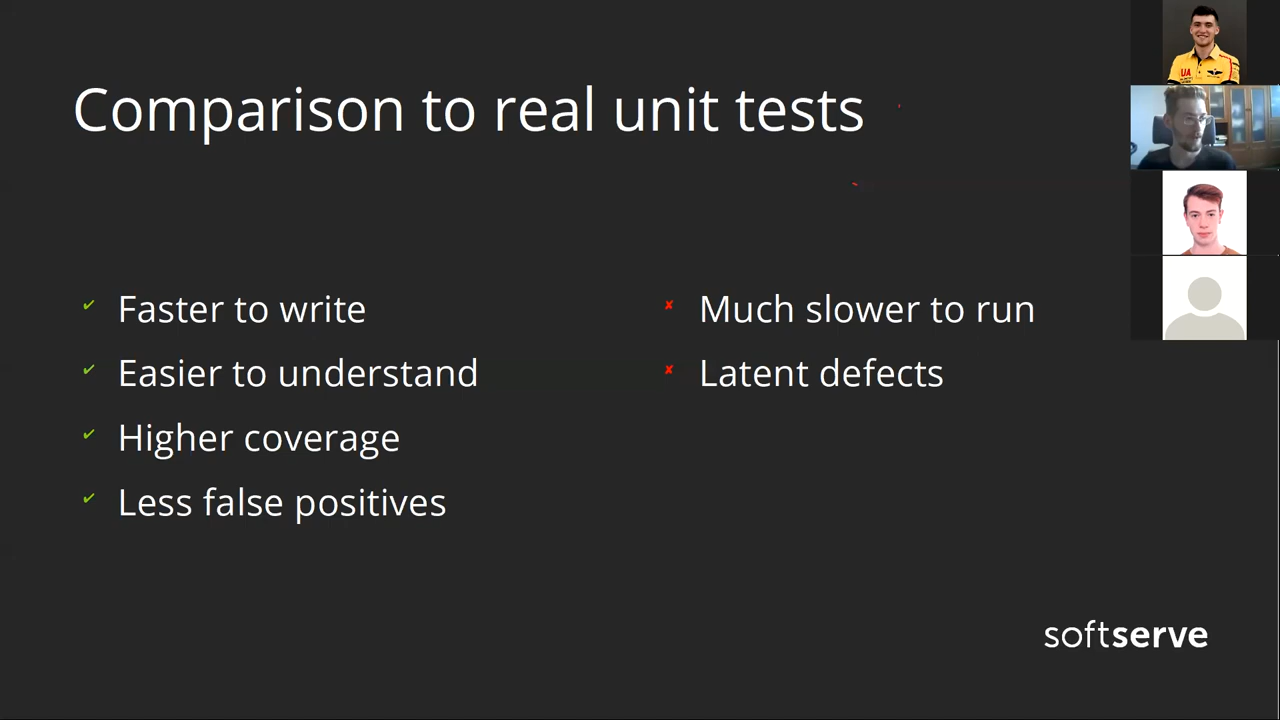 Comparison to real unit tests
Faster to write
Easier to understand
Higher coverage
Less false positives
Much slower to run
Latent defects
softserve
UA